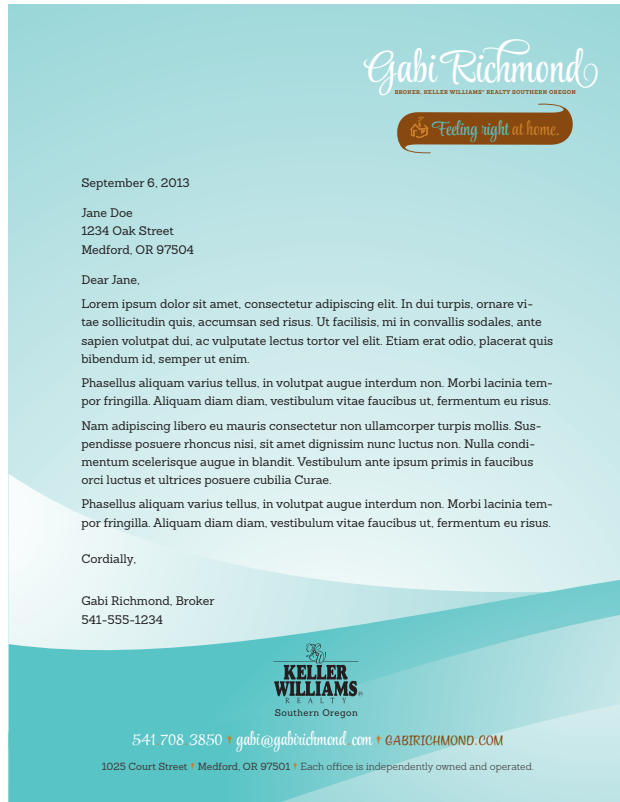 Gabi Richmond
BROKER, KELLER WILLIAMS® REALTY SOUTHERN OREGON
Feeling right at home.
September 6, 2013
Jane Doe
1234 Oak Street
Medford, OR 97504
Dear Jane,
Lorem ipsum dolor sit amet, consectetur adipiscing elit. In dui turpis, ornare vi-
tae sollicitudin quis, accumsan sed risus. Ut facilisis, mi in convallis sodales, ante
sapien volutpat dui, ac vulputate lectus tortor vel elit. Etiam erat odio, placerat quis
bibendum id, semper ut enim.
Phasellus aliquam varius tellus, in volutpat augue interdum non. Morbi lacinia tem-
por fringilla. Aliquam diam diam, vestibulum vitae faucibus ut, fermentum eu risus.
Nam adipiscing libero eu mauris consectetur non ullamcorper turpis mollis. Sus-
pendisse posuere rhoncus nisi, sit amet dignissim nunc luctus non. Nulla condi-
mentum scelerisque augue in blandit. Vestibulum ante ipsum primis in faucibus
orci luctus et ultrices posuere cubilia Curae.
Phasellus aliquam varius tellus, in volutpat augue interdum non. Morbi lacinia tem-
por fringilla. Aliquam diam diam, vestibulum vitae faucibus ut, fermentum eu risus.
Cordially,
Gabi Richmond, Broker
541-555-1234
KW
KELLER
WILLIAMS®
REALTY
Southern Oregon
541 708 3850 gabi@gabirichmond.com GABIRICHMOND.COM
1025 Court Street Medford, OR 97501 Each office is independently owned and operated.